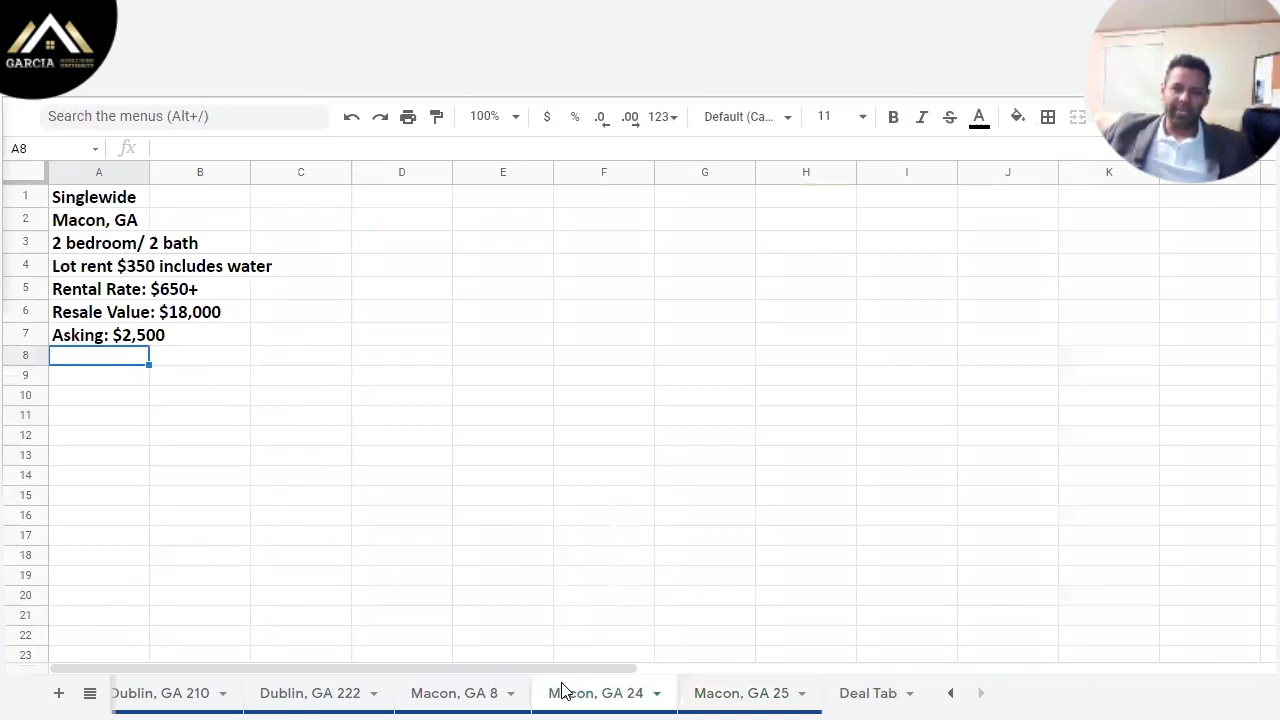 GARCIA MOBILE HOME
UNIVERSITY
Search the menus (Alt+/)
100%
$ % .0 .00 123
Default (Ca...
11
B I S A
A8
fx
A B C D E F G H I J K
1 Singlewide
2 Macon, GA
3 2 bedroom/ 2 bath
4 Lot rent $350 includes water
5 Rental Rate: $650+
6 Resale Value: $18,000
7 Asking: $2,500
8
9
10
11
12
13
14
15
16
17
18
19
20
21
22
23
+ Dublin, GA 210 Dublin, GA 222 Macon, GA 8 Macon, GA 24 Macon, GA 25 Deal Tab